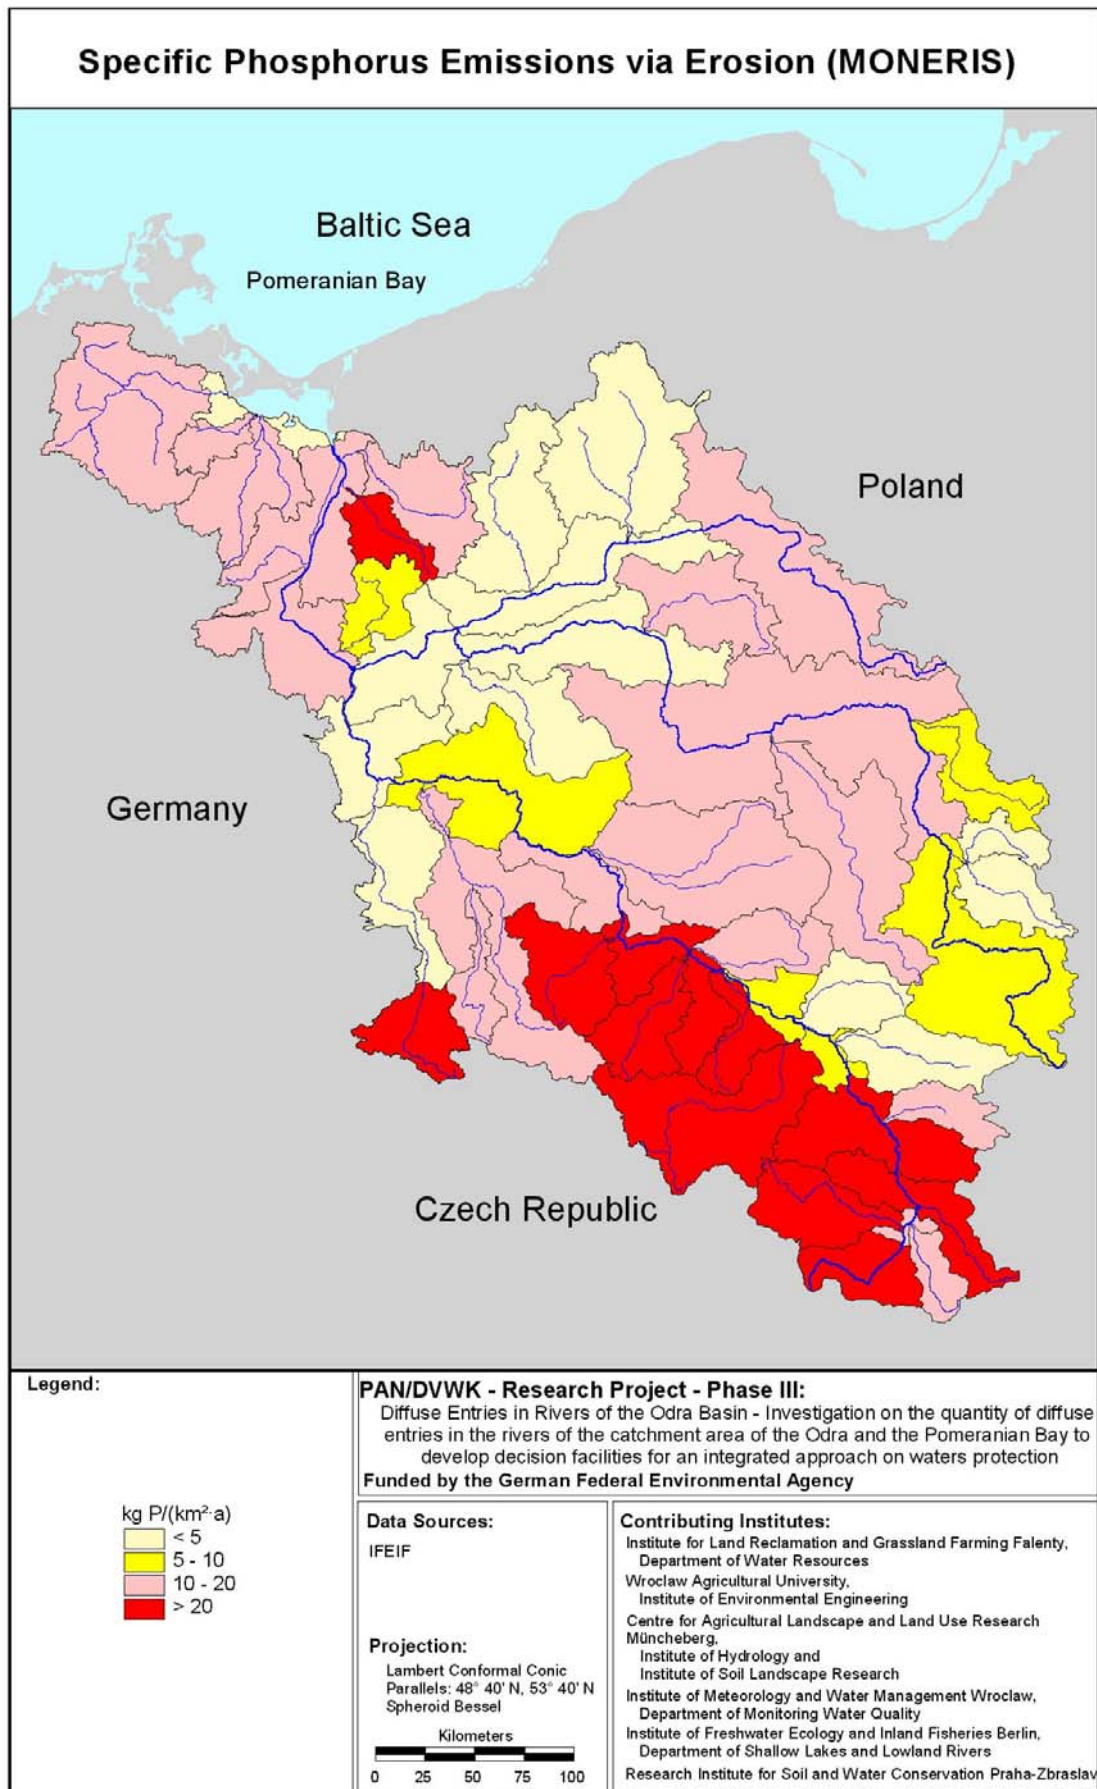 Specific Phosphorus Emissions via Erosion (MONERIS)
Baltic Sea
Pomeranian Bay
Poland
Germany
Czech Republic
Legend:
kg P/(km²·a)
< 5
5 - 10
10 - 20
> 20
PAN/DVWK - Research Project - Phase III:
Diffuse Entries in Rivers of the Odra Basin - Investigation on the quantity of diffuse
entries in the rivers of the catchment area of the Odra and the Pomeranian Bay to
develop decision facilities for an integrated approach on waters protection
Funded by the German Federal Environmental Agency
Data Sources:
IFEIF
Projection:
Lambert Conformal Conic
Parallels: 48° 40' N, 53° 40' N
Spheroid Bessel
Kilometers
0 25 50 75 100
Contributing Institutes:
Institute for Land Reclamation and Grassland Farming Falenty,
Department of Water Resources
Wroclaw Agricultural University,
Institute of Environmental Engineering
Centre for Agricultural Landscape and Land Use Research
Müncheberg,
Institute of Hydrology and
Institute of Soil Landscape Research
Institute of Meteorology and Water Management Wroclaw,
Department of Monitoring Water Quality
Institute of Freshwater Ecology and Inland Fisheries Berlin,
Department of Shallow Lakes and Lowland Rivers
Research Institute for Soil and Water Conservation Praha-Zbraslav